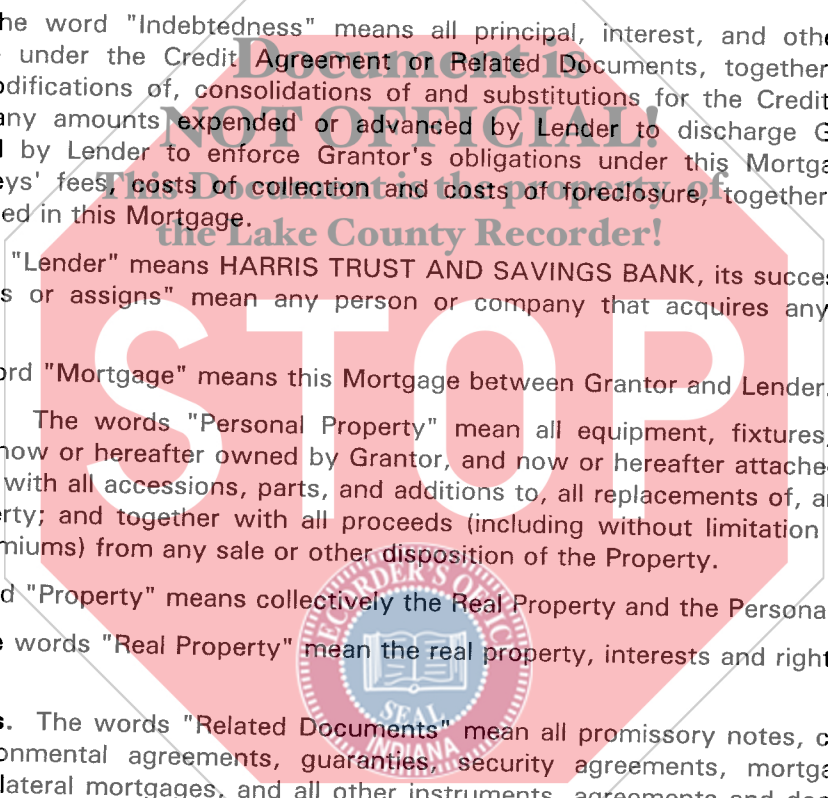 he word "Indebtedness" means all principal, interest, and othe
under the Credit Agreement or Related Documents, together
Document is
odifications of, consolidations of and substitutions for the Credit
NOT OFFICIAL!
any amounts expended or advanced by Lender to discharge G
by Lender to enforce Grantor's obligations under this Mortga
eys' fees, costs of collection and costs of foreclosure, together
This Document is the property of
ed in this Mortgage.
the Lake County Recorder!
"Lender" means HARRIS TRUST AND SAVINGS BANK, its succes
s or assigns" mean any person or company that acquires any
STOP
ord "Mortgage" means this Mortgage between Grantor and Lender.
The words "Personal Property" mean all equipment, fixtures,
now or hereafter owned by Grantor, and now or hereafter attache
with all accessions, parts, and additions to, all replacements of, a
erty; and together with all proceeds (including without limitation
miums) from any sale or other disposition of the Property.
d "Property" means collectively the Real Property and the Persona
e words "Real Property" mean the real property, interests and right
RECORDER'S OFFIC
SEAL
INDIANA
s. The words "Related Documents" mean all promissory notes, c
onmental agreements, guaranties, security agreements, mortga
lateral mortgages, and all other instruments, agreements and doc